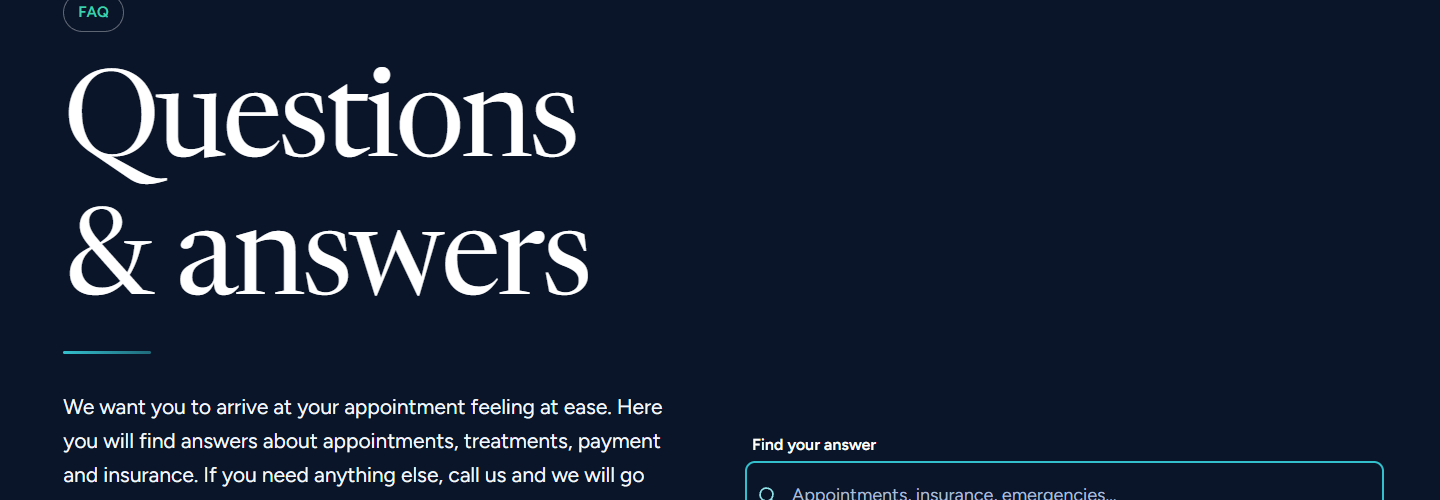 FAQ
Questions
& answers
We want you to arrive at your appointment feeling at ease. Here
you will find answers about appointments, treatments, payment
and insurance. If you need anything else, call us and we will go
Find your answer
Appointments, insurance, emergencies...